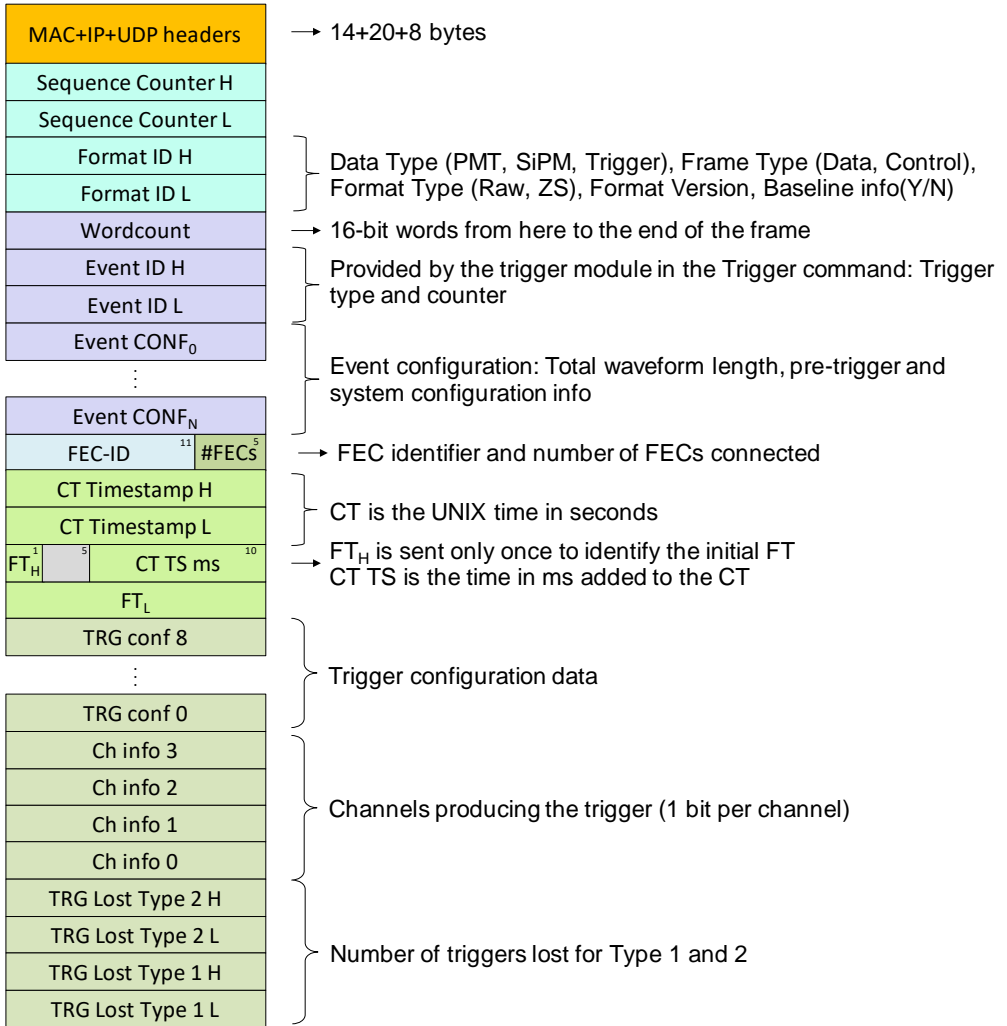 MAC+IP+UDP headers
14+20+8 bytes
Sequence Counter H
Sequence Counter L
Format ID H
Format ID L
Data Type (PMT, SiPM, Trigger), Frame Type (Data, Control),
Format Type (Raw, ZS), Format Version, Baseline info(Y/N)
Wordcount
16-bit words from here to the end of the frame
Event ID H
Event ID L
Provided by the trigger module in the Trigger command: Trigger
type and counter
Event CONF0
⋮
Event CONFN
Event configuration: Total waveform length, pre-trigger and
system configuration info
FEC-ID 11 #FECs 5
FEC identifier and number of FECs connected
CT Timestamp H
CT Timestamp L
CT is the UNIX time in seconds
FTH 1 5 CT TS ms 10
FTH is sent only once to identify the initial FT
CT TS is the time in ms added to the CT
FTL
TRG conf 8
⋮
TRG conf 0
Trigger configuration data
Ch info 3
Ch info 2
Ch info 1
Ch info 0
Channels producing the trigger (1 bit per channel)
TRG Lost Type 2 H
TRG Lost Type 2 L
TRG Lost Type 1 H
TRG Lost Type 1 L
Number of triggers lost for Type 1 and 2